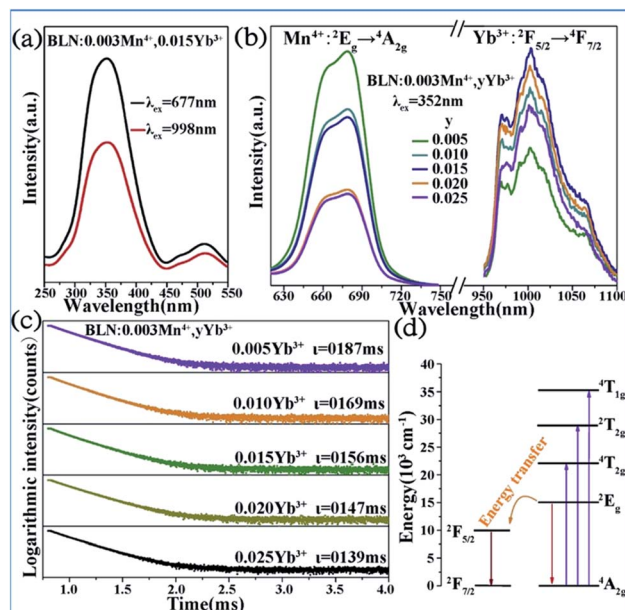 (a)
BLN:0.003Mn⁴⁺,0.015Yb³⁺
λex=677nm
λex=998nm
Intensity(a.u.)
250 300 350 400 450 500 550
Wavelength(nm)
(b)
Mn⁴⁺:²Eg→⁴A2g
Yb³⁺:²F5/2→⁴F7/2
BLN:0.003Mn⁴⁺,yYb³⁺
λex=352nm
y
0.005
0.010
0.015
0.020
0.025
Intensity(a.u.)
630 660 690 720 750 950 1000 1050 1100
Wavelength(nm)
(c)
BLN:0.003Mn⁴⁺,yYb³⁺
0.005Yb³⁺ ι=0187ms
0.010Yb³⁺ ι=0169ms
0.015Yb³⁺ ι=0156ms
0.020Yb³⁺ ι=0147ms
0.025Yb³⁺ ι=0139ms
Logarithmic intensity(counts)
1.0 1.5 2.0 2.5 3.0 3.5 4.0
Time(ms)
(d)
Energy(10³ cm⁻¹)
40
35
30
25
20
15
10
5
0
Energy transfer
⁴T1g
²T2g
⁴T2g
²Eg
²F5/2
²F7/2
⁴A2g